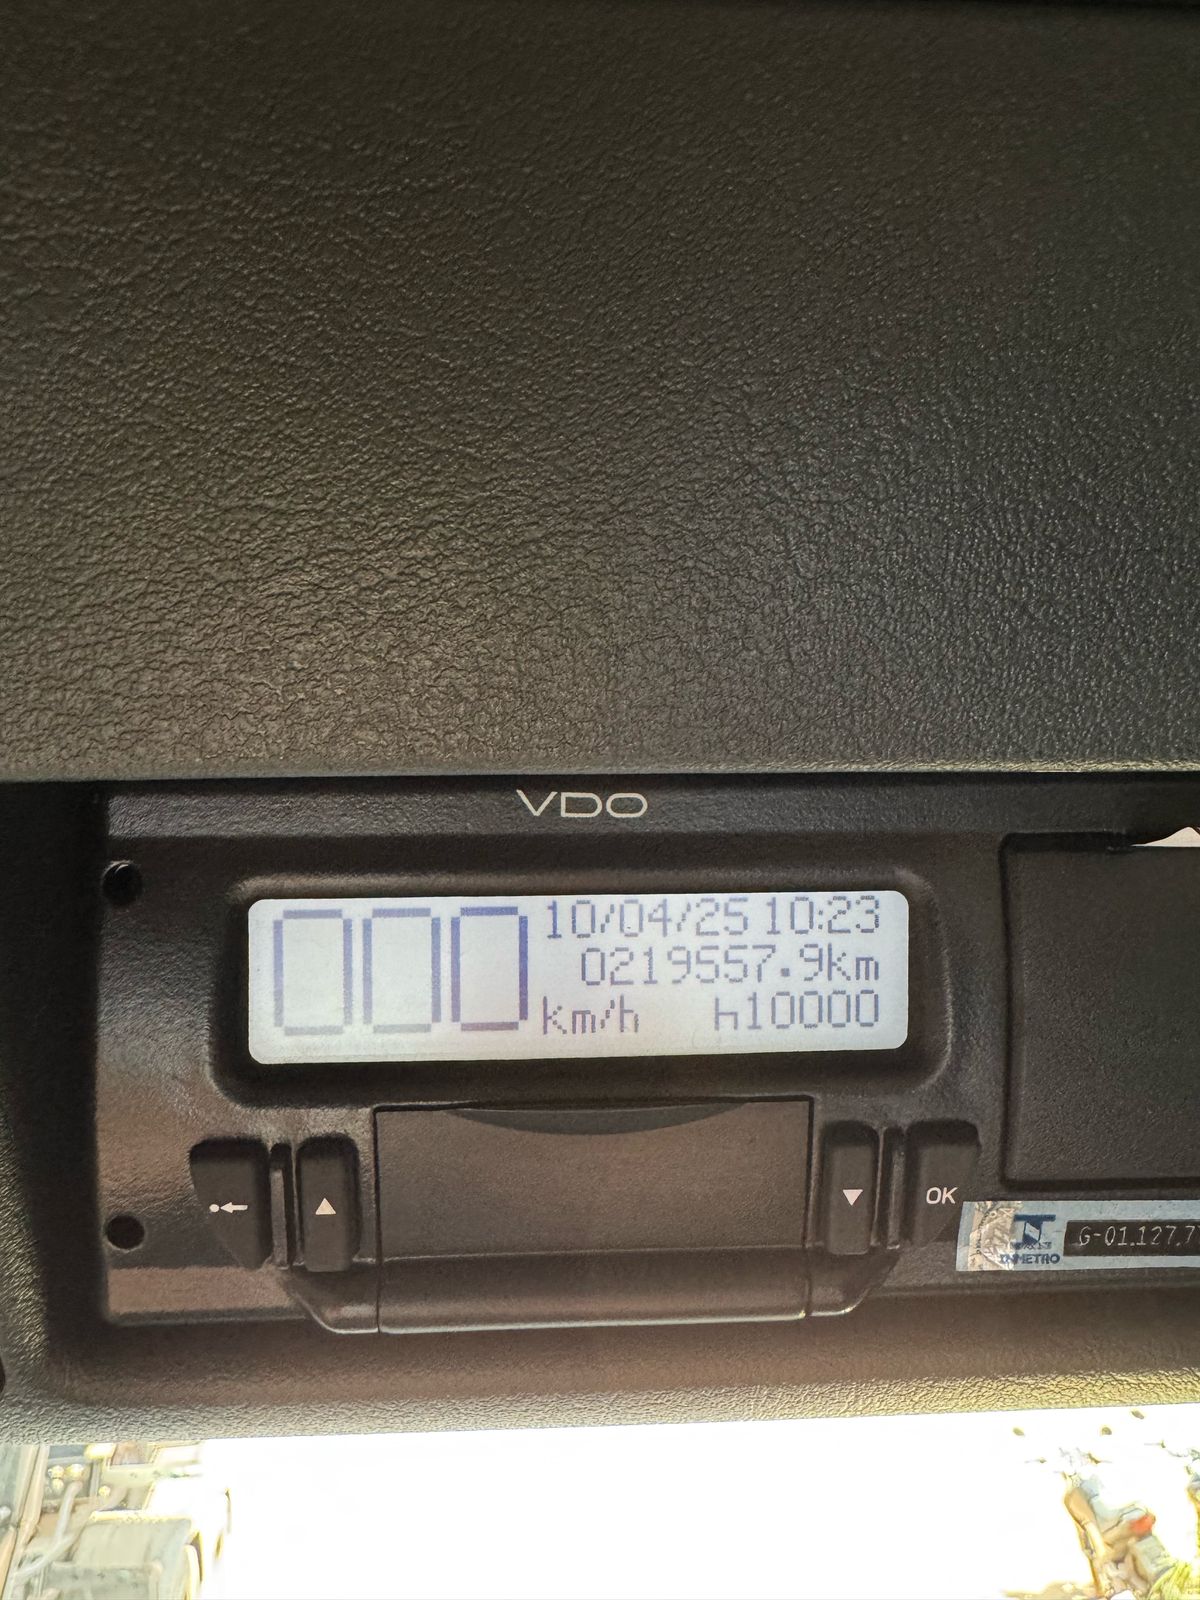 VDO
000
10/04/25 10:23
0219557.9km
km/h h10000
OK
INMETRO
G-01.127.7